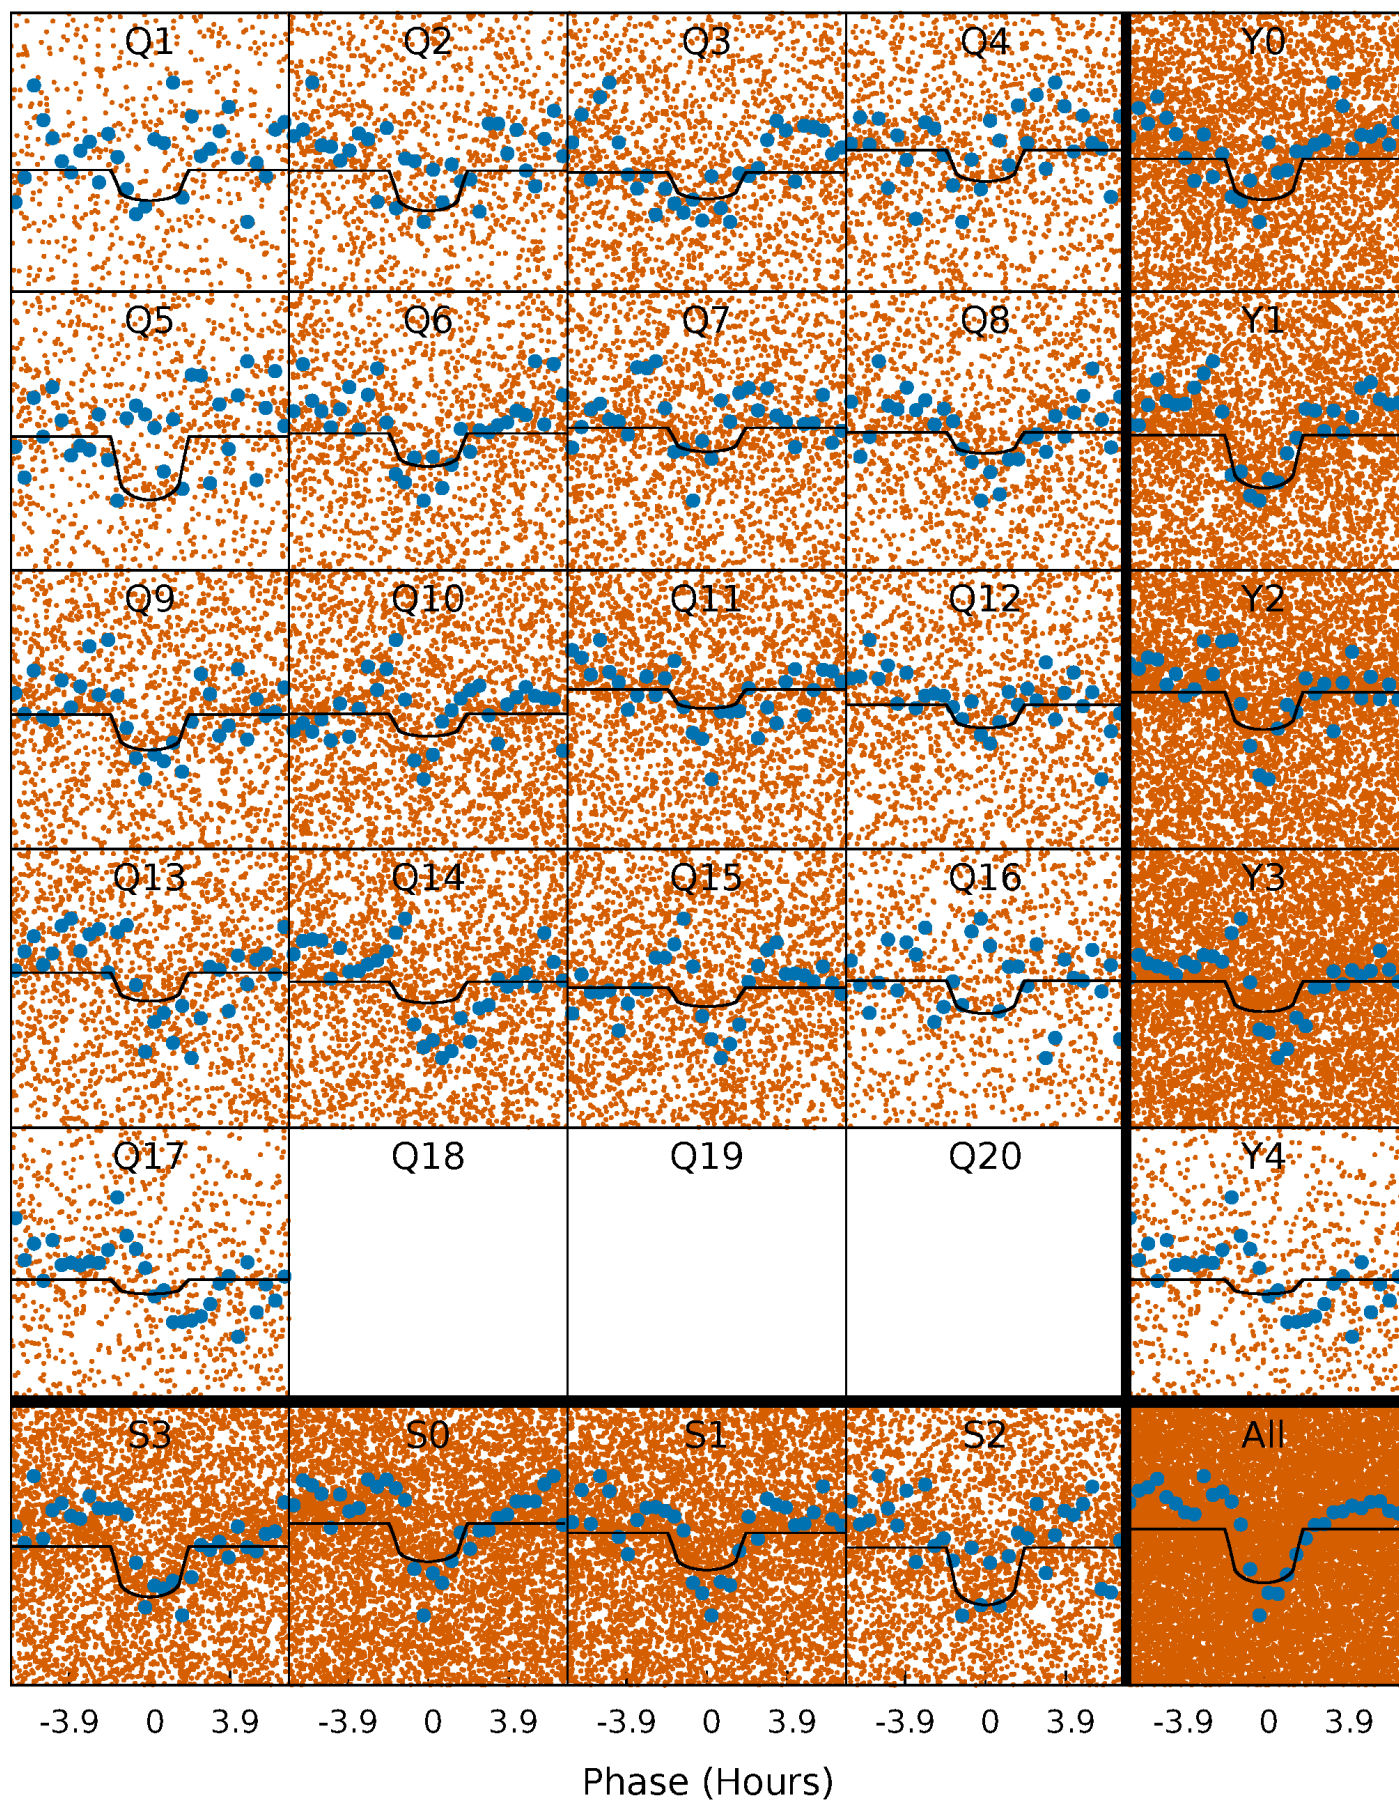 Q1 Q2 Q3 Q4 Y0
Q5 Q6 Q7 Q8 Y1
Q9 Q10 Q11 Q12 Y2
Q13 Q14 Q15 Q16 Y3
Q17 Q18 Q19 Q20 Y4
S3 S0 S1 S2 All
-3.9 0 3.9 -3.9 0 3.9 -3.9 0 3.9 -3.9 0 3.9 -3.9 0 3.9
Phase (Hours)